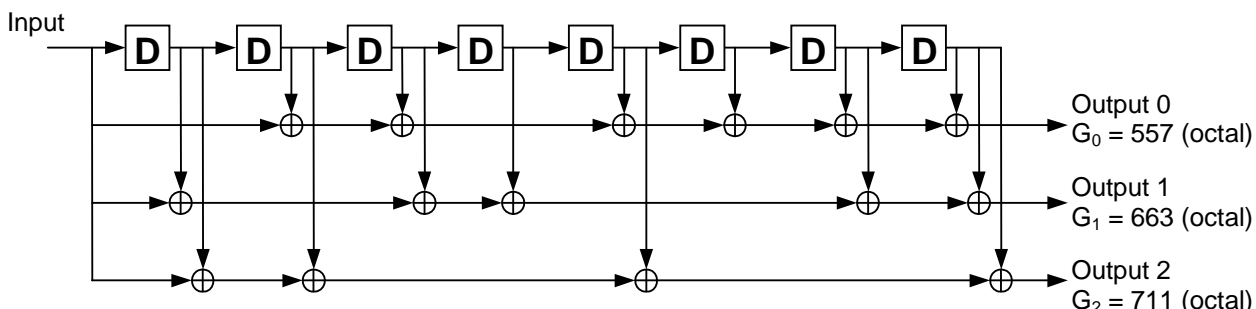 Input
D D D D D D D D
Output 0
G₀ = 557 (octal)
Output 1
G₁ = 663 (octal)
Output 2
G₂ = 711 (octal)